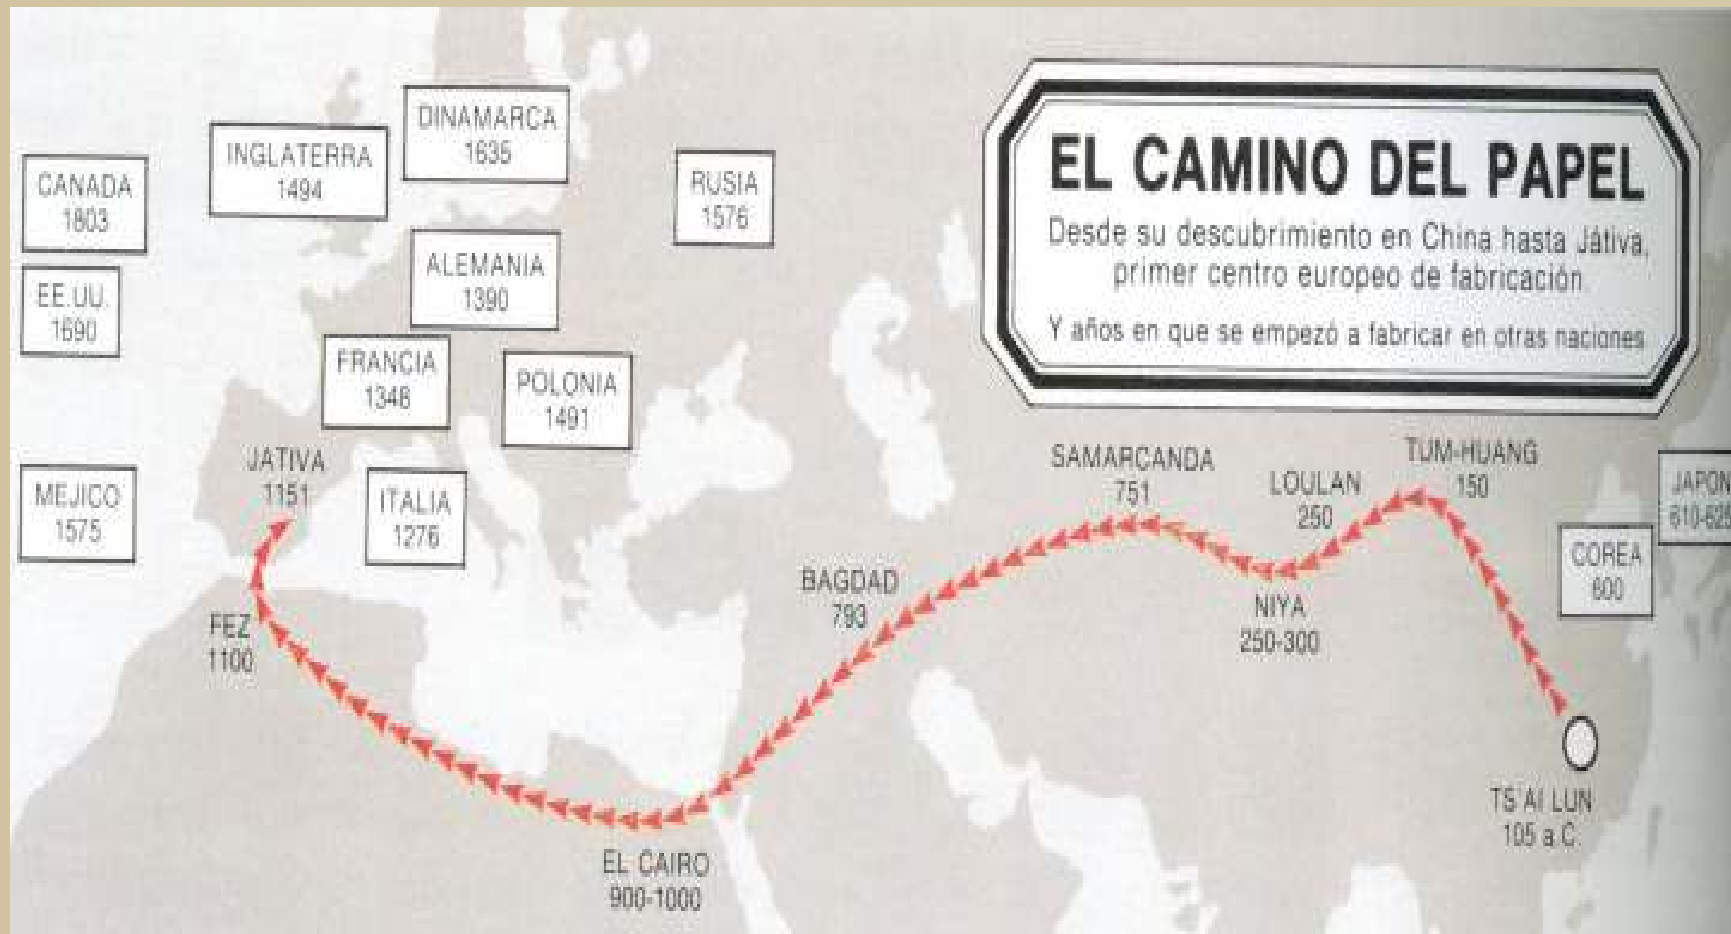 EL CAMINO DEL PAPEL
Desde su descubrimiento en China hasta Játiva,
primer centro europeo de fabricación.
Y años en que se empezó a fabricar en otras naciones
CANADA
1803
EE.UU.
1690
MEJICO
1575
INGLATERRA
1494
DINAMARCA
1635
ALEMANIA
1390
FRANCIA
1348
POLONIA
1491
RUSIA
1576
ITALIA
1276
JATIVA
1151
FEZ
1100
EL CAIRO
900-1000
BAGDAD
793
SAMARCANDA
751
NIYA
250-300
LOULAN
250
TUM-HUANG
150
COREA
600
JAPON
TS'AI LUN
105 a C.